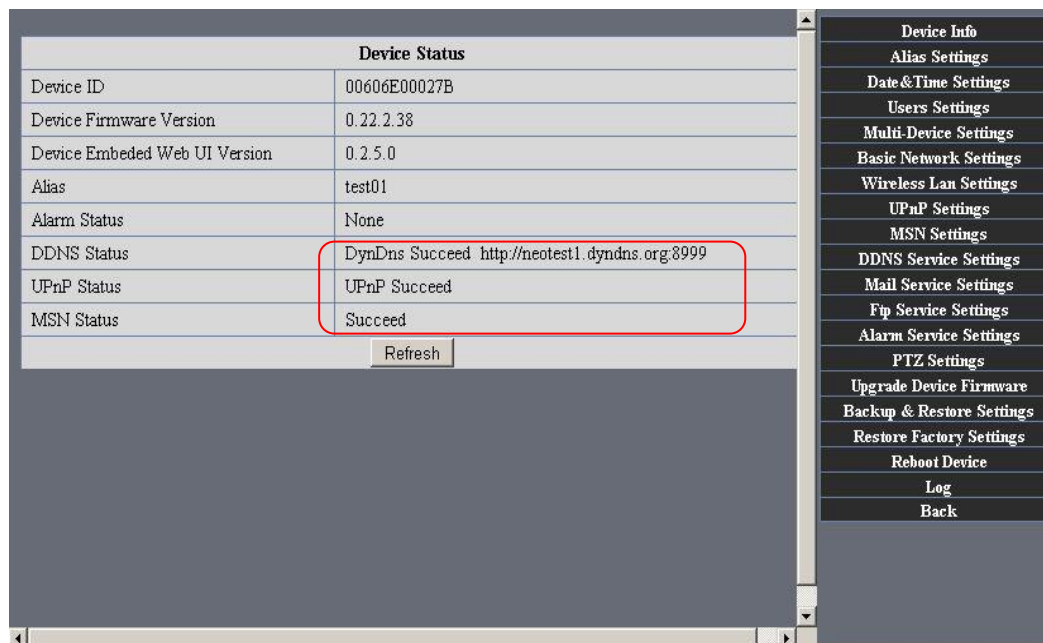 Device Status
Device ID 00606E00027B
Device Firmware Version 0.22.2.38
Device Embeded Web UI Version 0.2.5.0
Alias test01
Alarm Status None
DDNS Status DynDns Succeed http://neotest1.dyndns.org:8999
UPnP Status UPnP Succeed
MSN Status Succeed
Refresh
Device Info
Alias Settings
Date&Time Settings
Users Settings
Multi-Device Settings
Basic Network Settings
Wireless Lan Settings
UPnP Settings
MSN Settings
DDNS Service Settings
Mail Service Settings
Ftp Service Settings
Alarm Service Settings
PTZ Settings
Upgrade Device Firmware
Backup & Restore Settings
Restore Factory Settings
Reboot Device
Log
Back